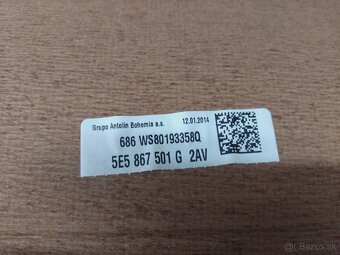 Grupo Antolin Bohemia a.s. 12.01.2014
686 WS80193358Q
5E5 867 501 G 2AV
bazos.sk